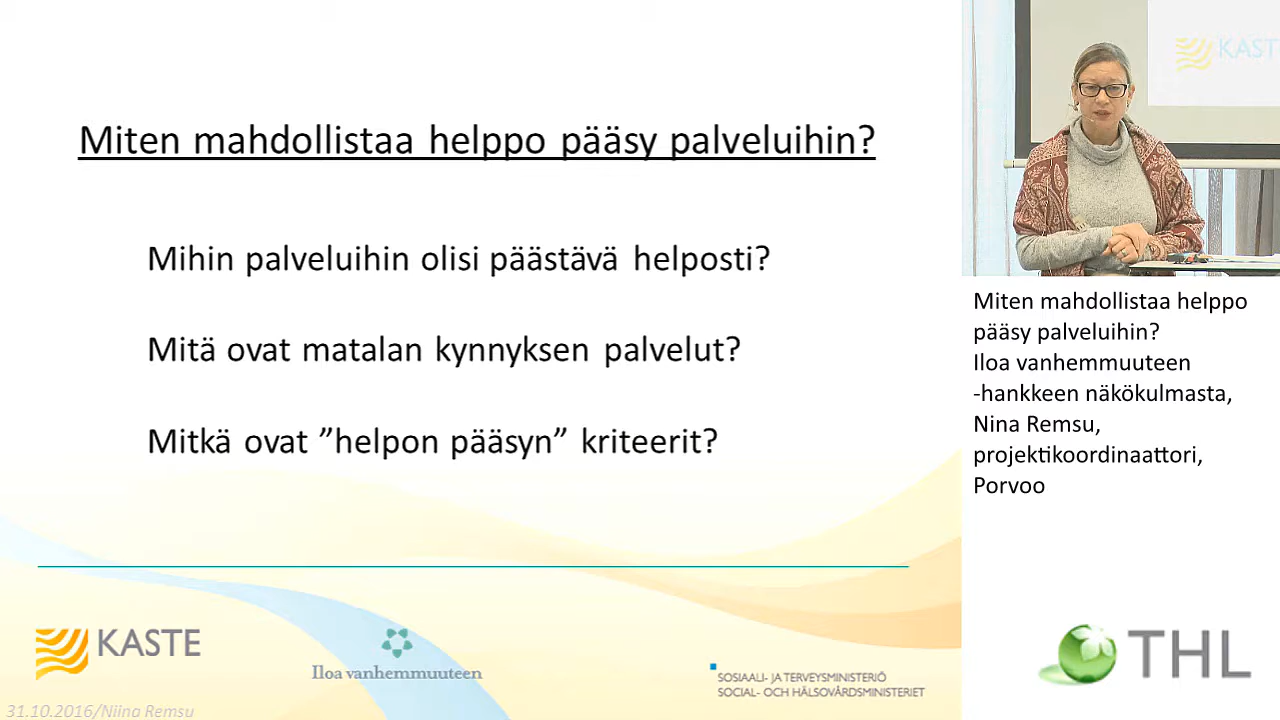 Miten mahdollistaa helppo pääsy palveluihin?
Mihin palveluihin olisi päästävä helposti?
Mitä ovat matalan kynnyksen palvelut?
Mitkä ovat ”helpon pääsyn” kriteerit?
KASTE
Iloa vanhemmuuteen
SOSIAALI- JA TERVEYSMINISTERIÖ
SOCIAL- OCH HÄLSOVÅRDSMINISTERIET
31.10.2016/Niina Remsu
KAST
Miten mahdollistaa helppo
pääsy palveluihin?
Iloa vanhemmuuteen
-hankkeen näkökulmasta,
Nina Remsu,
projektikoordinaattori,
Porvoo
THL